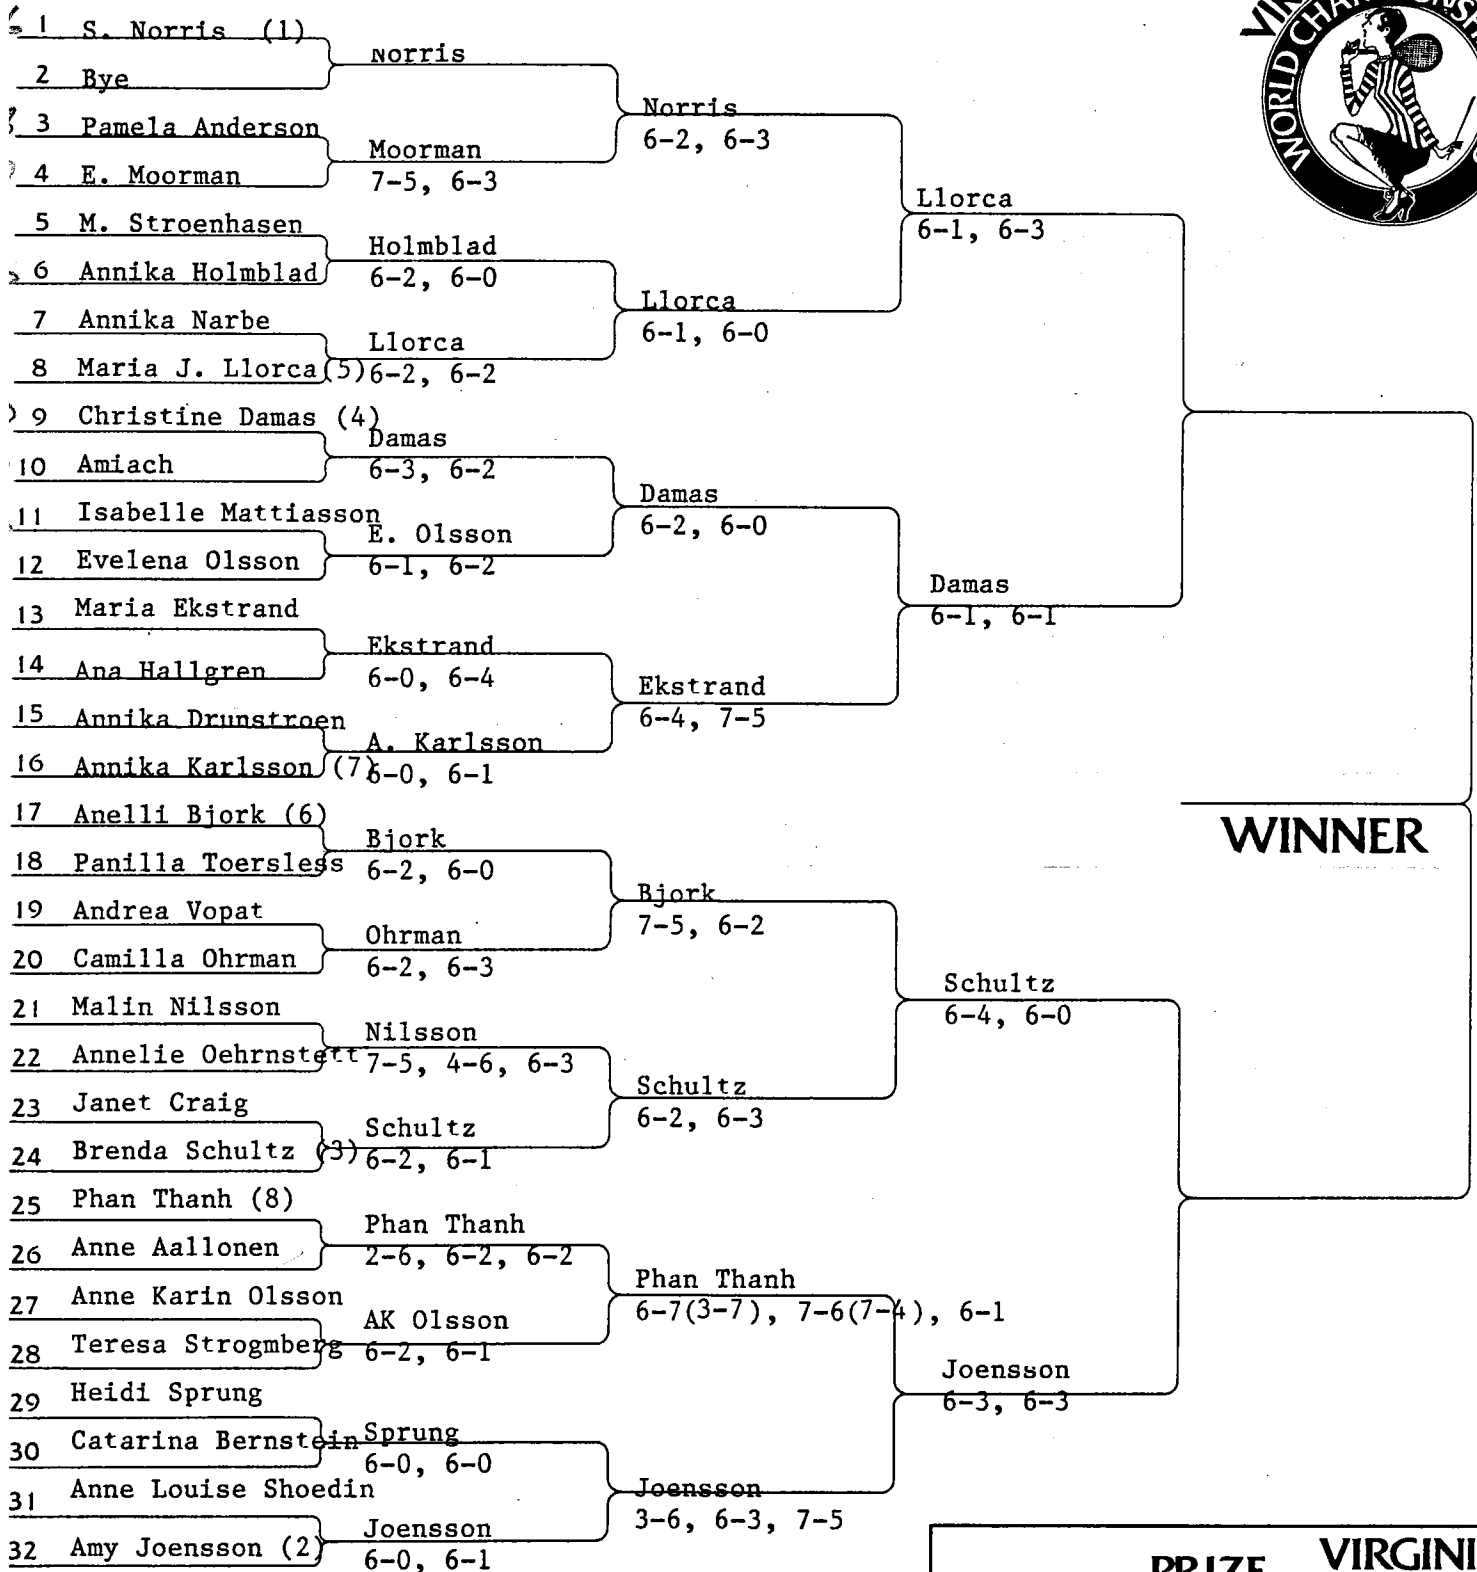 1 S. Norris (1)
2 Bye
3 Pamela Anderson
4 E. Moorman
5 M. Stroenhasen
6 Annika Holmblad
7 Annika Narbe
8 Maria J. Llorca(5)
9 Christine Damas (4)
10 Amiach
11 Isabelle Mattiasson
12 Evelena Olsson
13 Maria Ekstrand
14 Ana Hallgren
15 Annika Drunstroen
16 Annika Karlsson (7)
17 Anelli Bjork (6)
18 Panilla Toersless
19 Andrea Vopat
20 Camilla Ohrman
21 Malin Nilsson
22 Annelie Oehrnstett
23 Janet Craig
24 Brenda Schultz (3)
25 Phan Thanh (8)
26 Anne Aallonen
27 Anne Karin Olsson
28 Teresa Strogmberg
29 Heidi Sprung
30 Catarina Bernstein
31 Anne Louise Shoedin
32 Amy Joensson (2)
Norris
Moorman
7-5, 6-3
Holmblad
6-2, 6-0
Llorca
6-2, 6-2
Damas
6-3, 6-2
E. Olsson
6-1, 6-2
Ekstrand
6-0, 6-4
A. Karlsson
6-0, 6-1
Bjork
6-2, 6-0
Ohrman
6-2, 6-3
Nilsson
7-5, 4-6, 6-3
Schultz
6-2, 6-1
Phan Thanh
2-6, 6-2, 6-2
AK Olsson
6-2, 6-1
Sprung
6-0, 6-0
Joensson
6-0, 6-1
Norris
6-2, 6-3
Llorca
6-1, 6-0
Damas
6-2, 6-0
Ekstrand
6-4, 7-5
Bjork
7-5, 6-2
Schultz
6-2, 6-3
Phan Thanh
6-7(3-7), 7-6(7-4), 6-1
Joensson
3-6, 6-3, 7-5
Llorca
6-1, 6-3
Damas
6-1, 6-1
Schultz
6-4, 6-0
Joensson
6-3, 6-3
WORLD CHAMPIONSH
WINNER
PRIZE VIRGINI